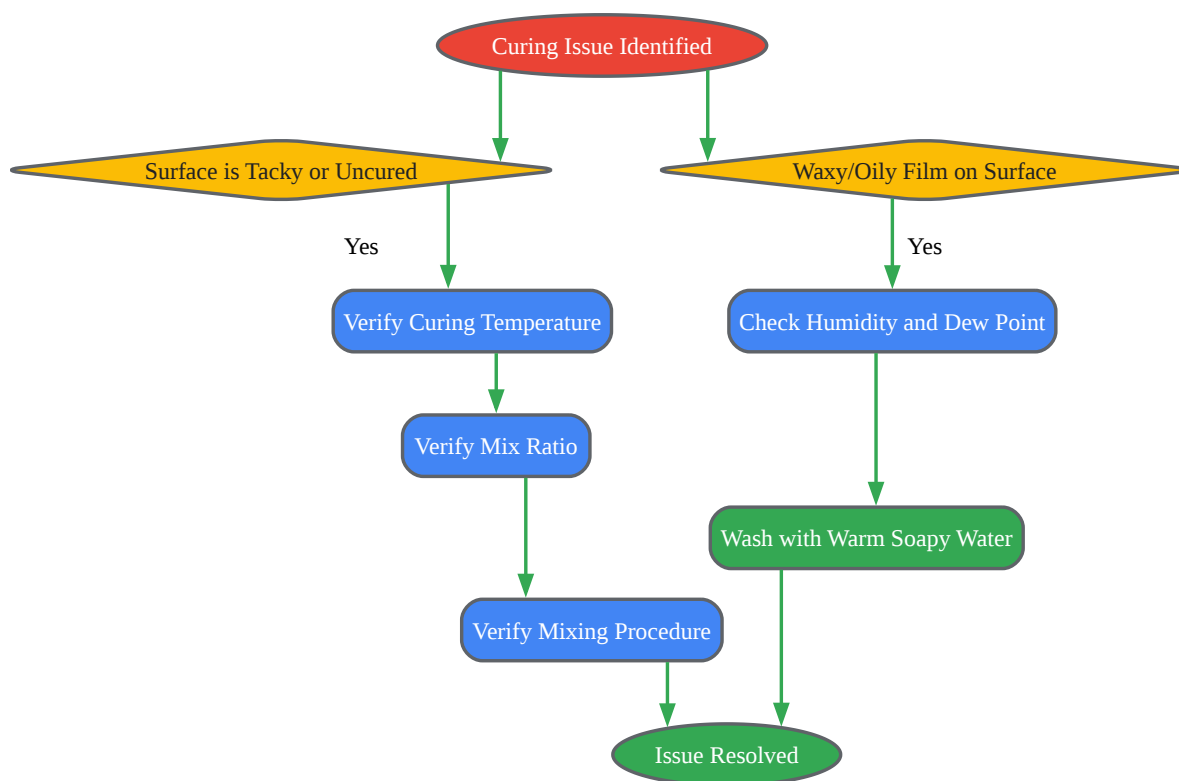 Curing Issue Identified
Surface is Tacky or Uncured
Waxy/Oily Film on Surface
Yes
Yes
Verify Curing Temperature
Check Humidity and Dew Point
Verify Mix Ratio
Wash with Warm Soapy Water
Verify Mixing Procedure
Issue Resolved